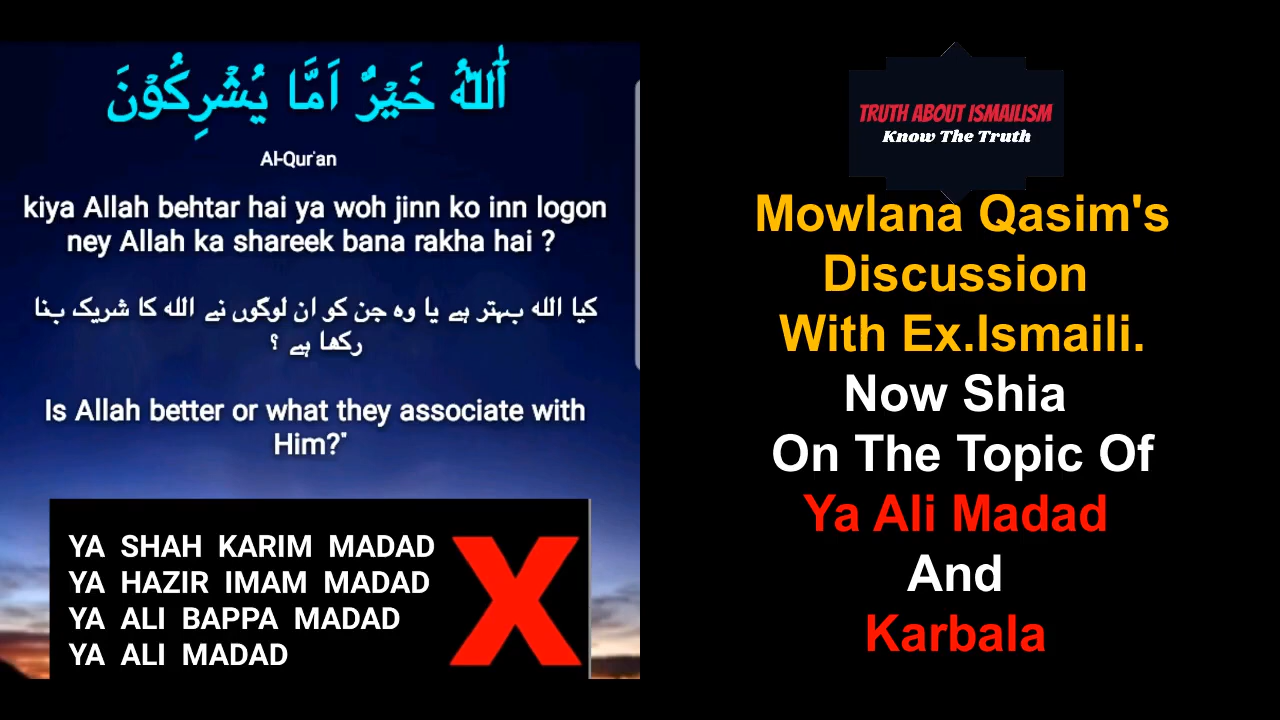 اَللّٰهُ خَيْرٌ اَمَّا يُشْرِكُوْنَ
Al-Qur'an
kiya Allah behtar hai ya woh jinn ko inn logon
ney Allah ka shareek bana rakha hai ?
کیا الله بہتر ہے یا وہ جن کو ان لوگوں نے الله کا شریک بنا
رکھا ہے ؟
Is Allah better or what they associate with
Him?"
YA SHAH KARIM MADAD
YA HAZIR IMAM MADAD
YA ALI BAPPA MADAD
YA ALI MADAD
X
TRUTH ABOUT ISMAILISM
Know The Truth
Mowlana Qasim's
Discussion
With Ex.Ismaili.
Now Shia
On The Topic Of
Ya Ali Madad
And
Karbala